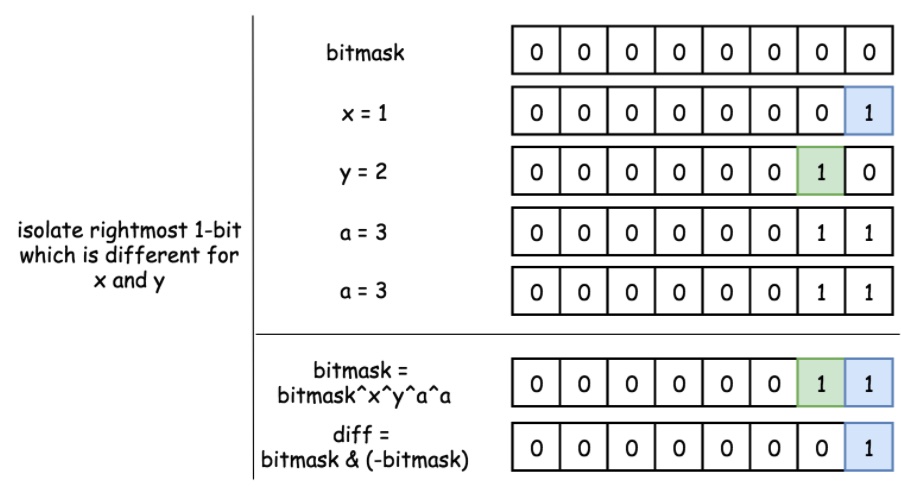 bitmask 0 0 0 0 0 0 0 0
x = 1 0 0 0 0 0 0 0 1
y = 2 0 0 0 0 0 0 1 0
isolate rightmost 1-bit
which is different for
x and y
a = 3 0 0 0 0 0 0 1 1
a = 3 0 0 0 0 0 0 1 1
bitmask =
bitmask^x^y^a^a 0 0 0 0 0 0 1 1
diff =
bitmask & (-bitmask) 0 0 0 0 0 0 0 1